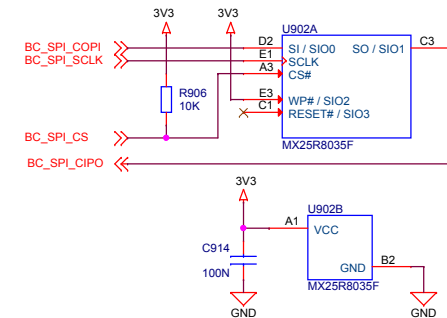 3V3
3V3
U902A
BC_SPI_COPI
D2
SI / SIO0
SO / SIO1
C3
BC_SPI_SCLK
E1
SCLK
A3
CS#
R906
10K
E3
WP# / SIO2
C1
RESET# / SIO3
BC_SPI_CS
MX25R8035F
BC_SPI_CIPO
3V3
U902B
A1
VCC
C914
100N
GND
B2
MX25R8035F
GND
GND